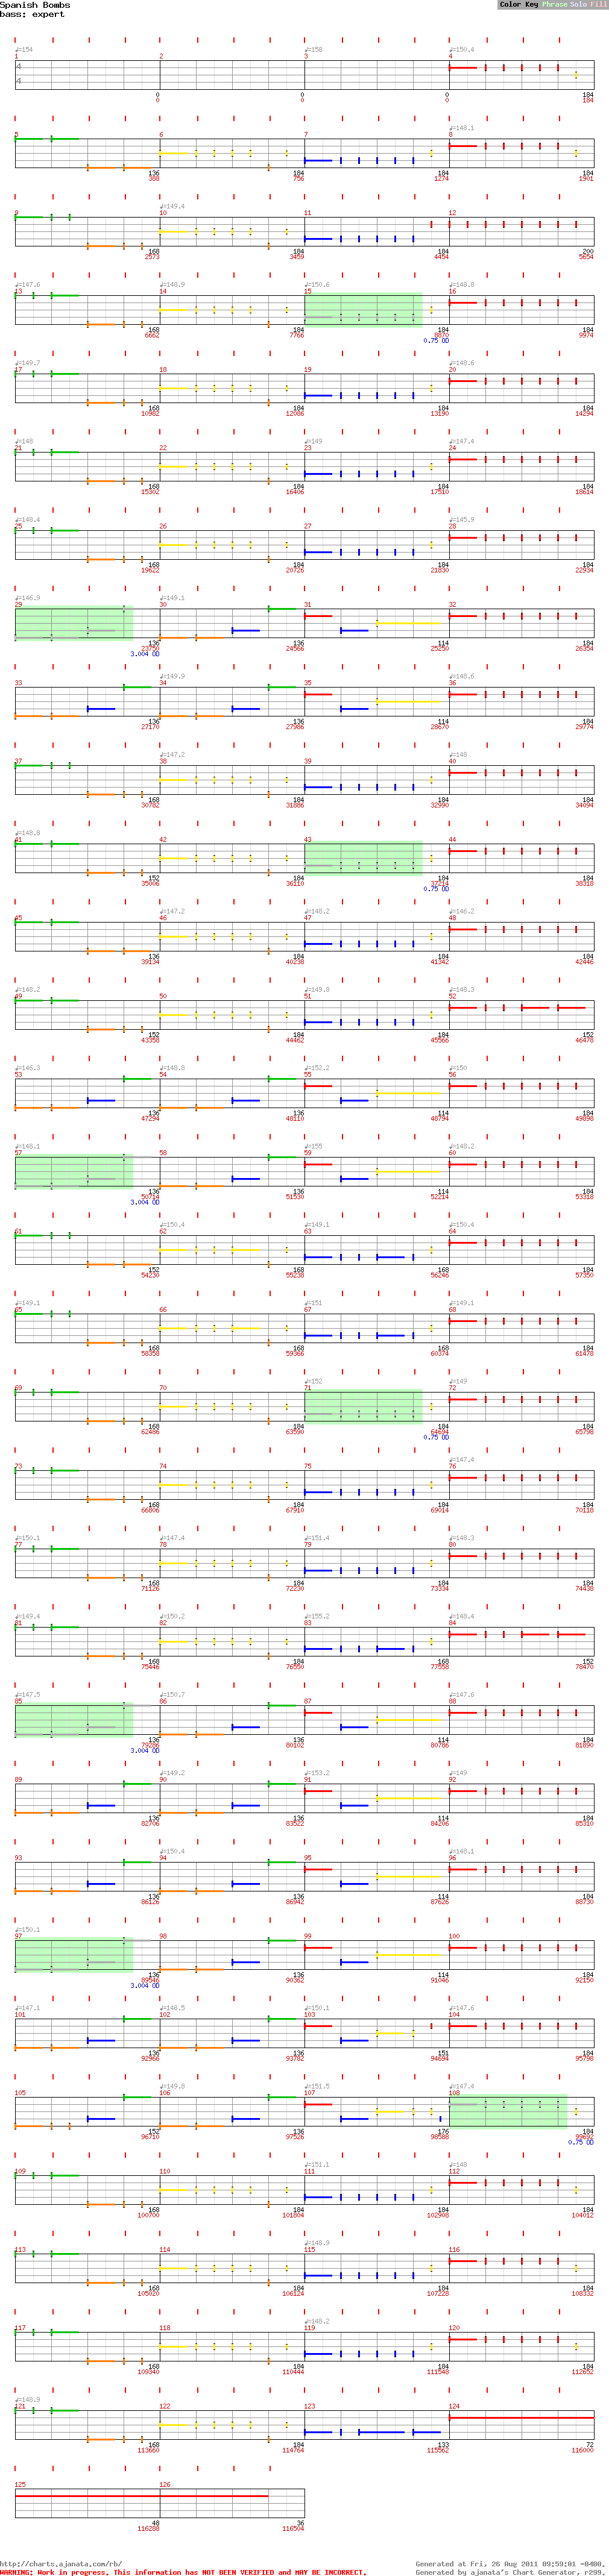 Spanish Bombs
bass: expert
Color Key Phrase Solo Fill
♩=154 ♩=158 ♩=150.4
1 2 3 4
4
4
0 0 0 184
0 0 0 184
♩=148.1
5 6 7 8
136 184 184 184
388 756 1274 1901
♩=149.4
9 10 11 12
168 184 184 200
2573 3459 4454 5654
♩=147.6 ♩=148.9 ♩=150.6 ♩=148.8
13 14 15 16
168 184 184 184
6662 7766 8870 9974
0.75 OD
♩=149.7 ♩=148.6
17 18 19 20
168 184 184 184
10982 12086 13190 14294
♩=148 ♩=149 ♩=147.4
21 22 23 24
168 184 184 184
15302 16406 17510 18614
♩=148.4 ♩=145.9
25 26 27 28
168 184 184 184
19622 20726 21830 22934
♩=146.9 ♩=149.1
29 30 31 32
136 136 114 184
23750 24566 25250 26354
3.004 OD
♩=149.9 ♩=148.6
33 34 35 36
136 136 114 184
27170 27986 28670 29774
♩=147.2 ♩=148
37 38 39 40
168 184 184 184
30782 31886 32990 34094
♩=148.8
41 42 43 44
152 184 184 184
35006 36110 37214 38318
0.75 OD
♩=147.2 ♩=148.2 ♩=146.2
45 46 47 48
136 184 184 184
39134 40238 41342 42446
♩=148.2 ♩=149.8 ♩=148.3
49 50 51 52
152 184 184 152
43358 44462 45566 46478
♩=146.3 ♩=148.8 ♩=152.2 ♩=150
53 54 55 56
136 136 114 184
47294 48110 48794 49898
♩=148.1 ♩=155 ♩=148.2
57 58 59 60
136 136 114 184
50714 51530 52214 53318
3.004 OD
♩=150.4 ♩=149.1 ♩=150.4
61 62 63 64
152 168 168 184
54230 55238 56246 57350
♩=149.1 ♩=151 ♩=149.1
65 66 67 68
168 168 168 184
58358 59366 60374 61478
♩=152 ♩=149
69 70 71 72
168 184 184 184
62486 63590 64694 65798
0.75 OD
♩=147.4
73 74 75 76
168 184 184 184
66806 67910 69014 70118
♩=150.1 ♩=147.4 ♩=151.4 ♩=148.3
77 78 79 80
168 184 184 184
71126 72230 73334 74438
♩=149.4 ♩=150.2 ♩=155.2 ♩=148.4
81 82 83 84
168 184 168 152
75446 76550 77558 78470
♩=147.5 ♩=150.7 ♩=147.6
85 86 87 88
136 136 114 184
79286 80102 80786 81890
3.004 OD
♩=149.2 ♩=153.2 ♩=149
89 90 91 92
136 136 114 184
82706 83522 84206 85310
♩=150.4 ♩=148.1
93 94 95 96
136 136 114 184
86126 86942 87626 88730
♩=150.1
97 98 99 100
136 136 114 184
89546 90362 91046 92150
3.004 OD
♩=147.1 ♩=148.5 ♩=150.1 ♩=147.6
101 102 103 104
136 136 151 184
92966 93782 94694 95798
♩=149.8 ♩=151.5 ♩=147.4
105 106 107 108
152 136 176 184
96710 97526 98588 99692
0.75 OD
♩=151.1 ♩=148
109 110 111 112
168 184 184 184
100700 101804 102908 104012
♩=148.9
113 114 115 116
168 184 184 184
105020 106124 107228 108332
♩=148.2
117 118 119 120
168 184 184 184
109340 110444 111548 112652
♩=148.9
121 122 123 124
168 184 133 72
113660 114764 115562 116000
125 126
48 36
116288 116504
http://charts.ajanata.com/rb/
Generated at Fri, 26 Aug 2011 09:59:01 -0400.
WARNING: Work in progress. This information has NOT BEEN VERIFIED and MAY BE INCORRECT.
Generated by ajanata's Chart Generator, r299.